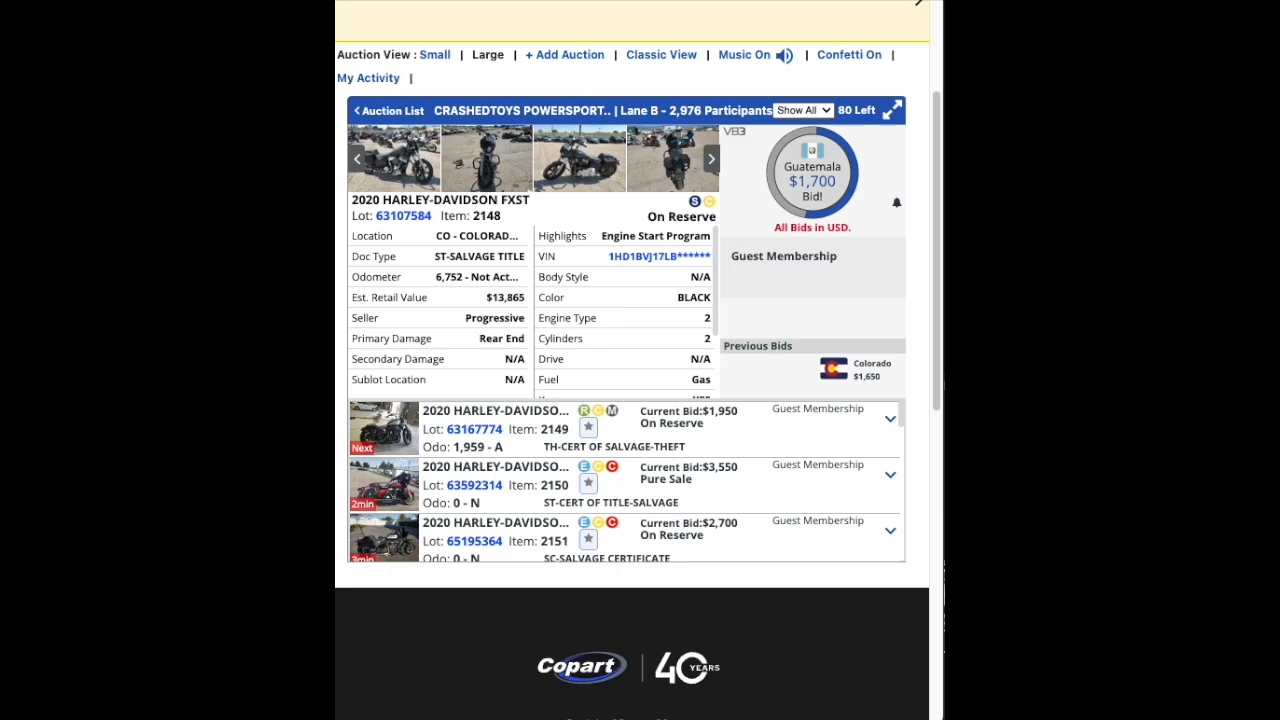 Auction View : Small | Large | + Add Auction | Classic View | Music On | Confetti On |
My Activity |
Auction List CRASHEDTOYS POWERSPORT.. | Lane B - 2,976 Participants Show All 80 Left
VB3
Guatemala
$1,700
Bid!
All Bids in USD.
2020 HARLEY-DAVIDSON FXST S C
Lot: 63107584 Item: 2148 On Reserve
Location CO - COLORAD... Highlights Engine Start Program
Doc Type ST-SALVAGE TITLE VIN 1HD1BVJ17LB******
Guest Membership
Odometer 6,752 - Not Act... Body Style N/A
Est. Retail Value $13,865 Color BLACK
Seller Progressive Engine Type 2
Primary Damage Rear End Cylinders 2
Previous Bids
Secondary Damage N/A Drive N/A
Colorado
$1,650
Sublot Location N/A Fuel Gas
2020 HARLEY-DAVIDSO... R C M Current Bid:$1,950 Guest Membership
Lot: 63167774 Item: 2149 On Reserve
Next Odo: 1,959 - A TH-CERT OF SALVAGE-THEFT
2020 HARLEY-DAVIDSO... E C C Current Bid:$3,550 Guest Membership
Lot: 63592314 Item: 2150 Pure Sale
2min Odo: 0 - N ST-CERT OF TITLE-SALVAGE
2020 HARLEY-DAVIDSO... E C C Current Bid:$2,700 Guest Membership
Lot: 65195364 Item: 2151 On Reserve
3min Odo: 0 - N SC-SALVAGE CERTIFICATE
Copart | 40 YEARS